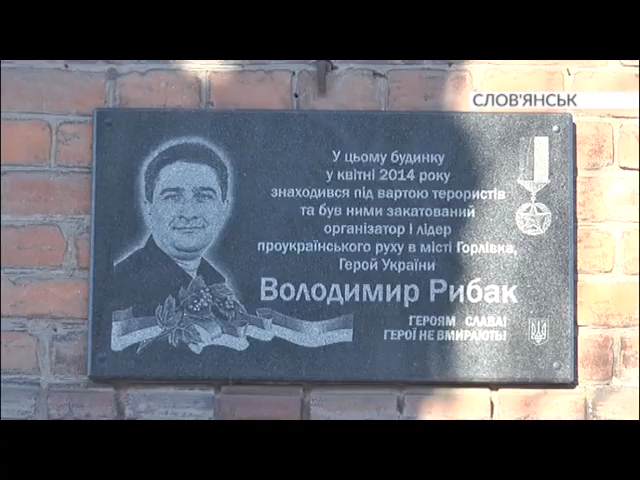 СЛОВ'ЯНСЬК
У цьому будинку
у квітні 2014 року
знаходився під вартою терористів
та був ними закатований
організатор і лідер
проукраїнського руху в місті Горлівка,
Герой України
Володимир Рибак
ГЕРОЯМ СЛАВА!
ГЕРОЇ НЕ ВМИРАЮТЬ!